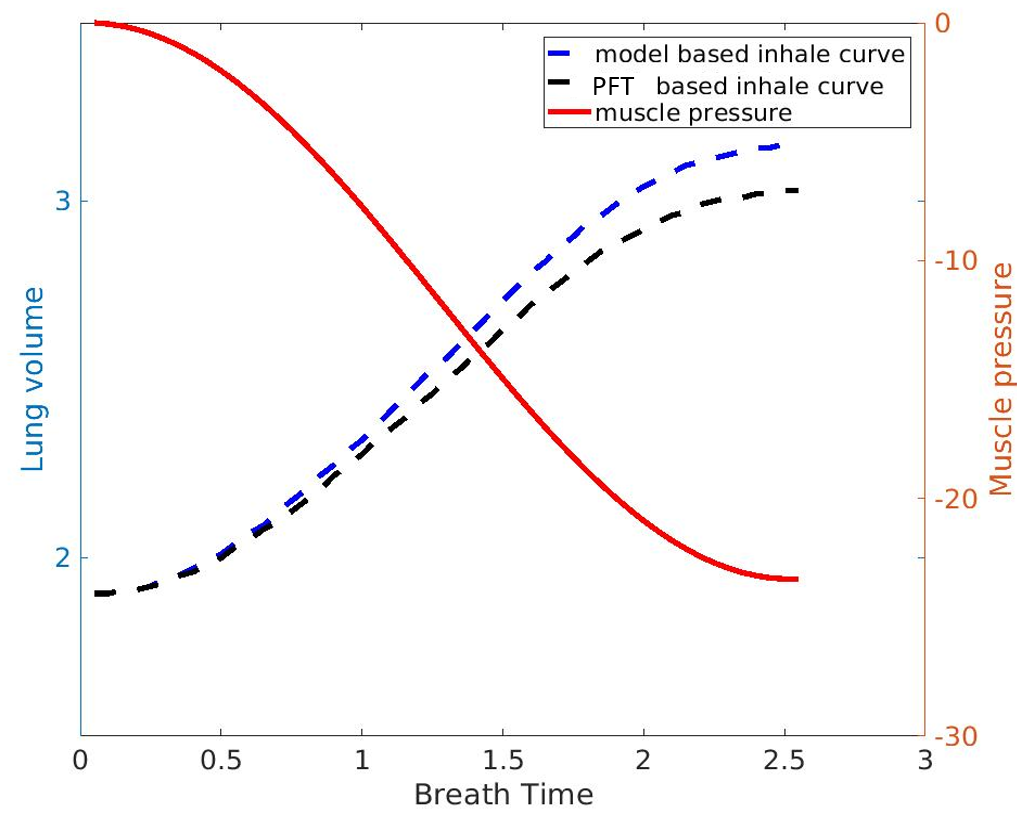 model based inhale curve
PFT based inhale curve
muscle pressure
0
-10
-20
-30
Muscle pressure
3
2
Lung volume
0 0.5 1 1.5 2 2.5 3
Breath Time